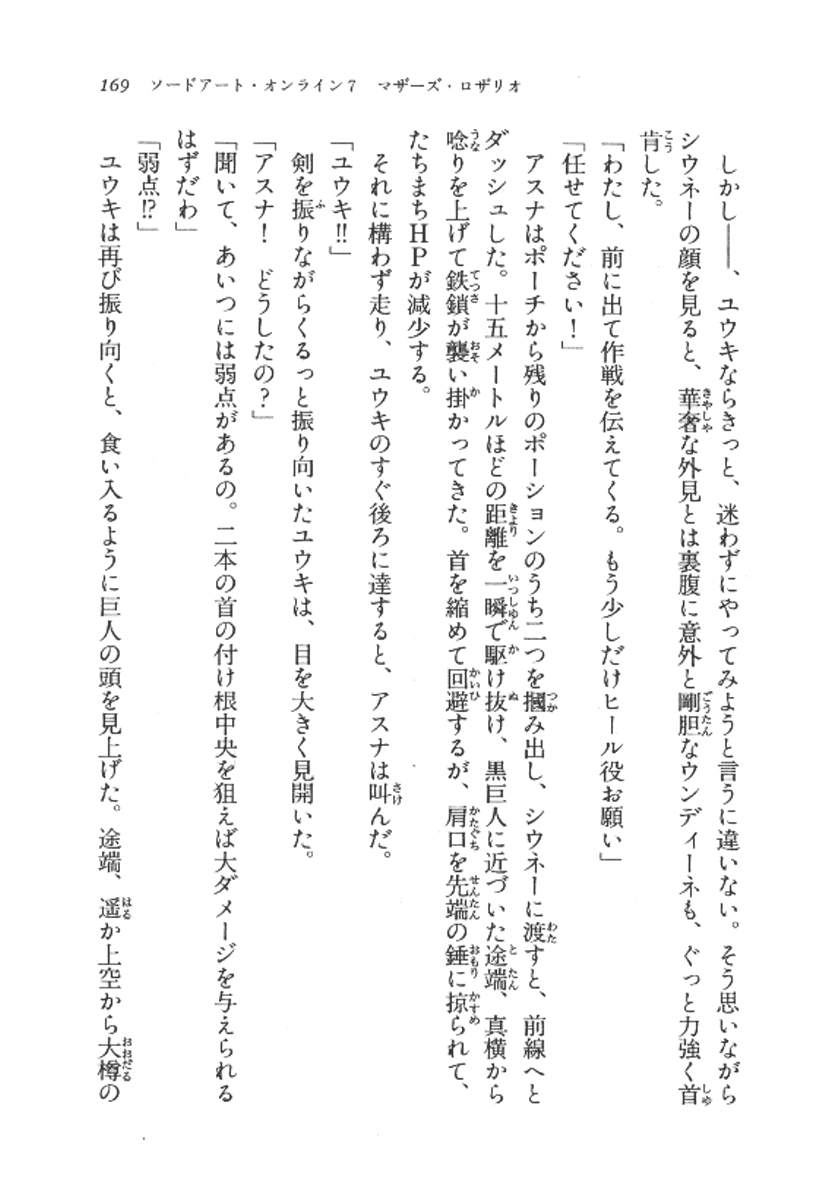 169　ソードアート・オンライン7　マザーズ・ロザリオ
しかし——、ユウキならきっと、迷わずにやってみようと言うに違いない。そう思いながら
シウネーの顔を見ると、華奢な外見とは裏腹に意外と剛胆なウンディーネも、ぐっと力強く首
肯した。
「わたし、前に出て作戦を伝えてくる。もう少しだけヒール役お願い」
「任せてください！」
アスナはポーチから残りのポーションのうち二つを摑み出し、シウネーに渡すと、前線へと
ダッシュした。十五メートルほどの距離を一瞬で駆け抜け、黒巨人に近づいた途端、真横から
唸りを上げて鉄鎖が襲い掛かってきた。首を縮めて回避するが、肩口を先端の錘に掠られて、
たちまちＨＰが減少する。
それに構わず走り、ユウキのすぐ後ろに達すると、アスナは叫んだ。
「ユウキ!!」
剣を振りながらくるっと振り向いたユウキは、目を大きく見開いた。
「アスナ！　どうしたの？」
「聞いて、あいつには弱点があるの。二本の首の付け根中央を狙えば大ダメージを与えられる
はずだわ」
「弱点!?」
ユウキは再び振り向くと、食い入るように巨人の頭を見上げた。途端、遥か上空から大樽の